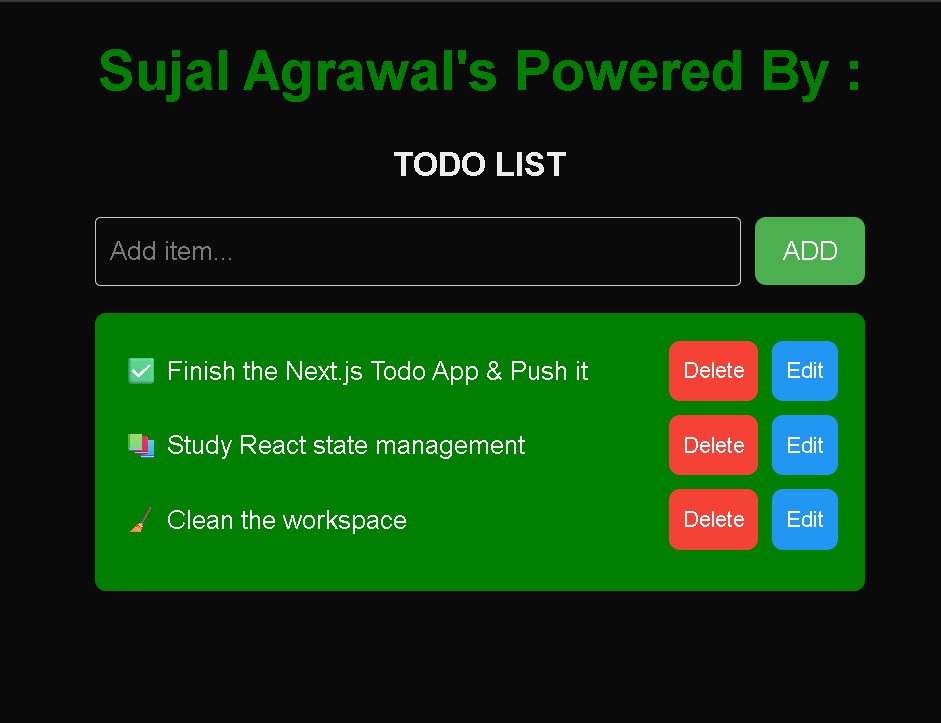 Sujal Agrawal's Powered By :
TODO LIST
Add item...
ADD
✅ Finish the Next.js Todo App & Push it
Delete
Edit
📚 Study React state management
Delete
Edit
🧹 Clean the workspace
Delete
Edit